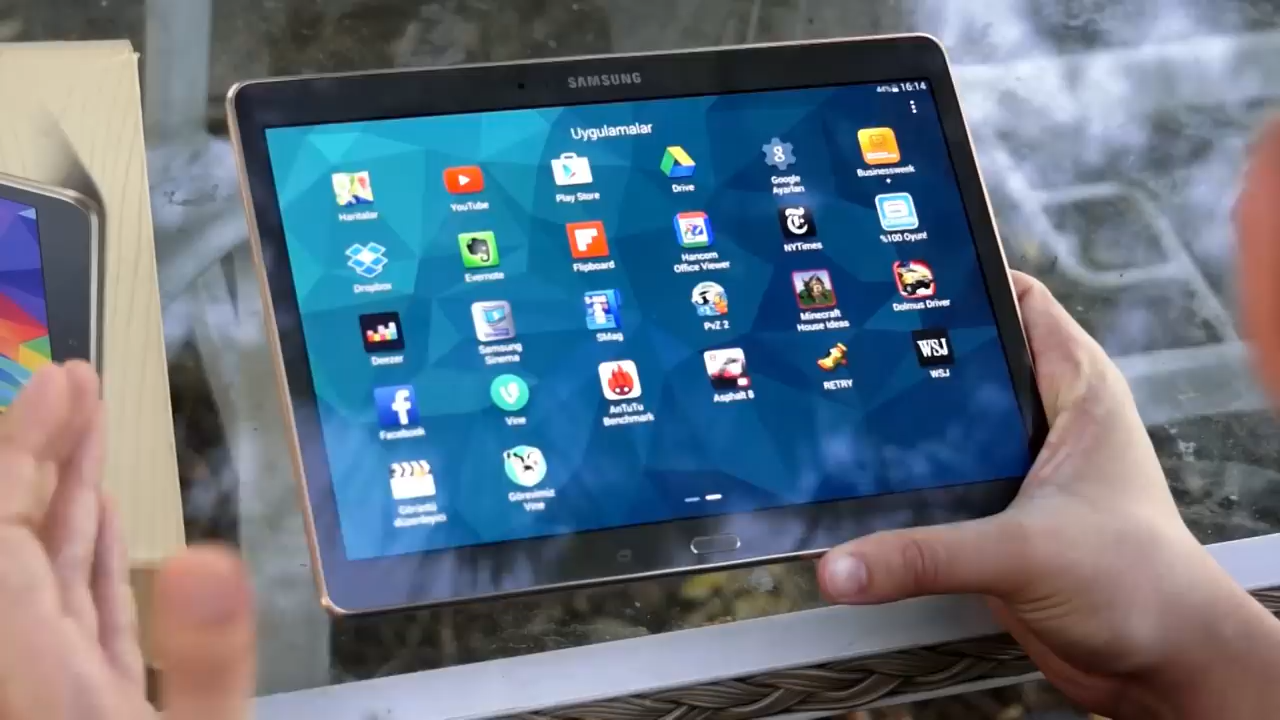 SAMSUNG
44% 16:14
Uygulamalar
Haritalar
YouTube
Play Store
Drive
Google
Ayarları
Businessweek
+
Dropbox
Evernote
Flipboard
Hancom
Office Viewer
NYTimes
%100 Oyun!
Deezer
Samsung
Sinema
SMag
PvZ 2
Minecraft
House Ideas
Dolmus Driver
Facebook
Vine
AnTuTu
Benchmark
Asphalt 8
RETRY
WSJ
WSJ
Görüntü
düzenleyici
Görevimiz
Vine